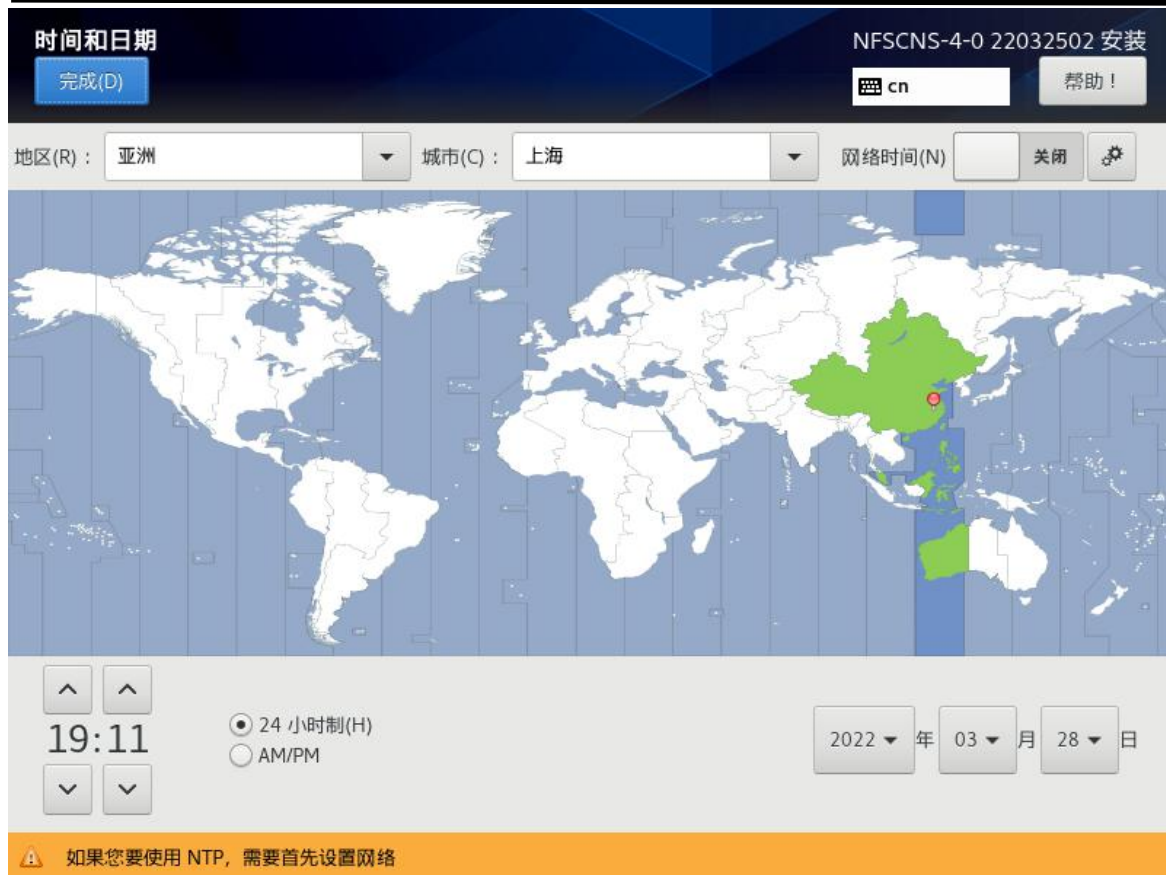 时间和日期
NFSCNS-4-0 22032502 安装
完成(D)
cn
帮助！
地区(R)： 亚洲 城市(C)： 上海 网络时间(N) 关闭
19:11
24 小时制(H)
AM/PM
2022 年 03 月 28 日
如果您要使用 NTP，需要首先设置网络